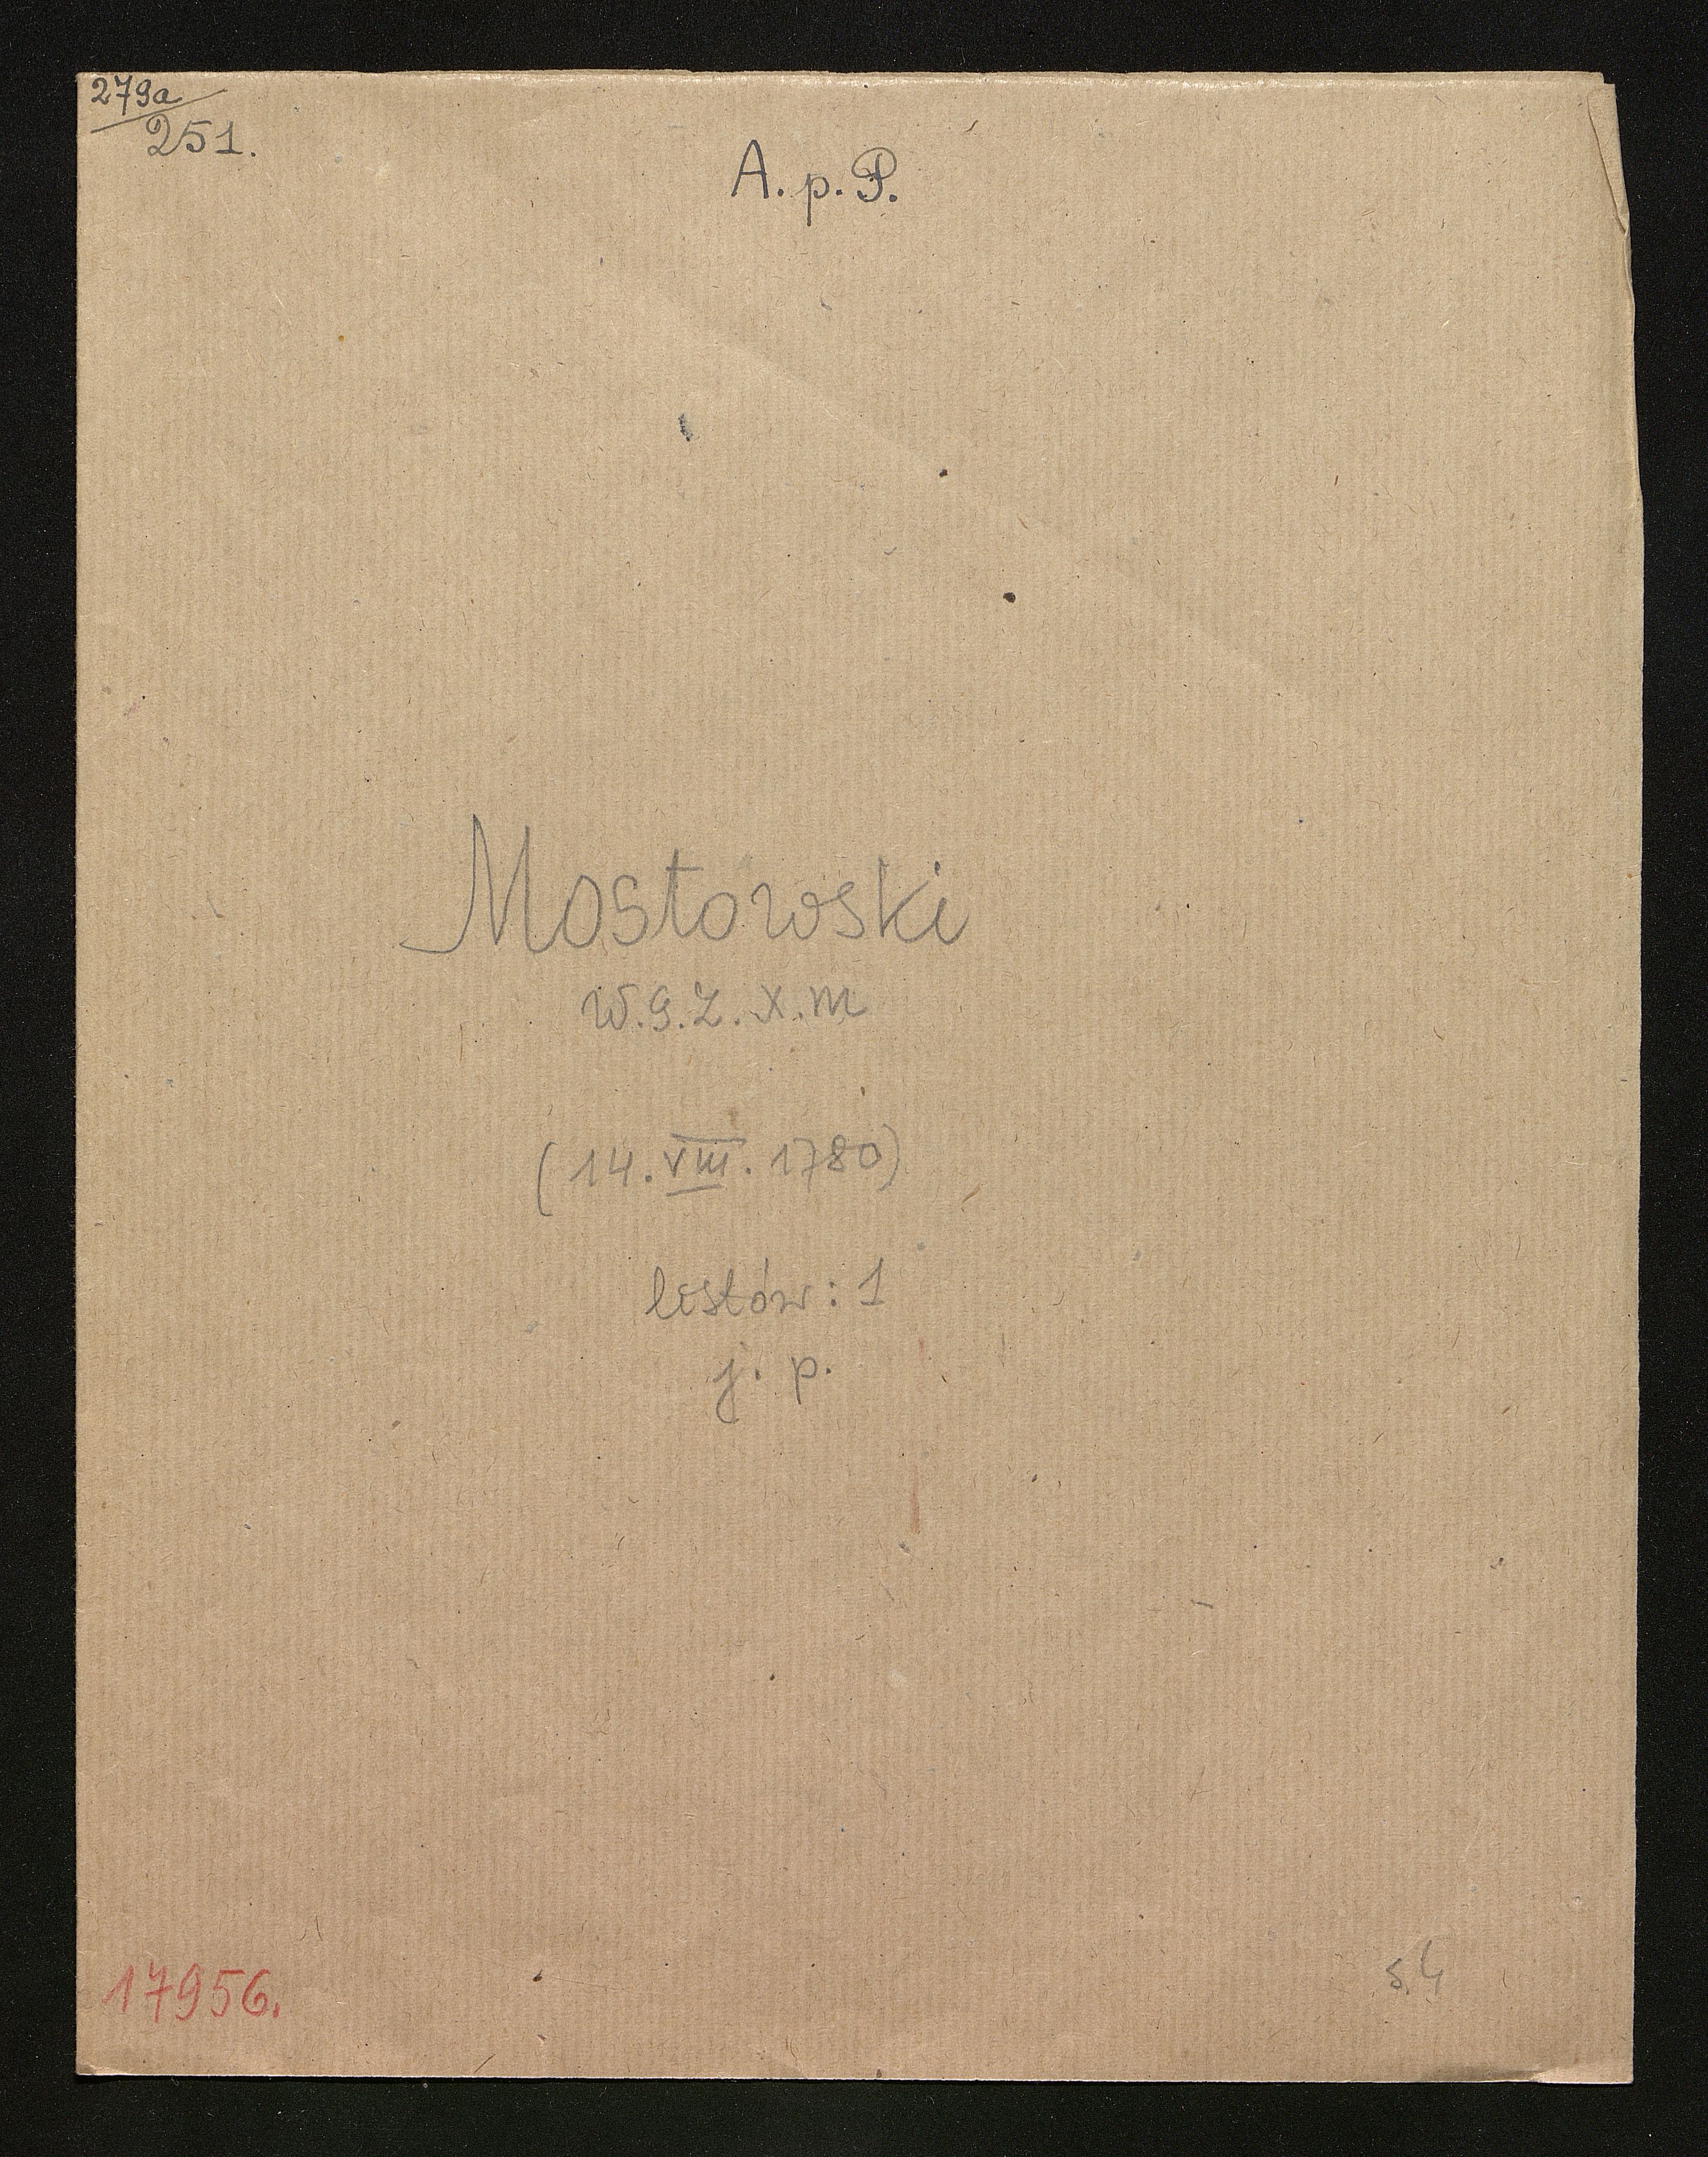 279a
251.
A. p. P.
Mostowski
W. G. Z. X. M
(14. VIII. 1780)
listów: 1
j. p.
17956.
s. 4